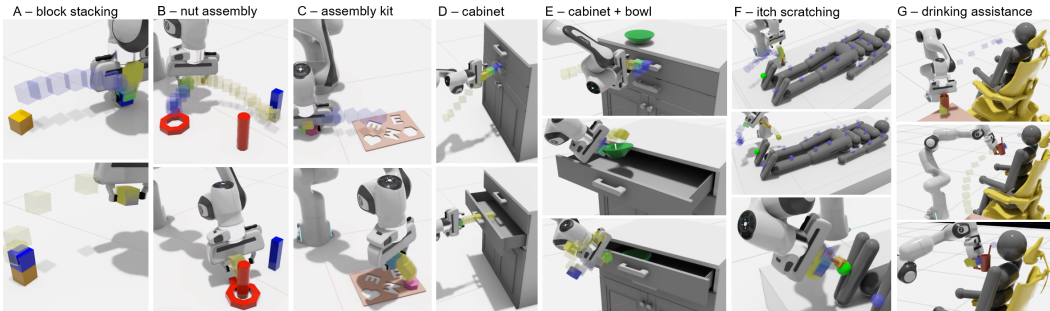 A – block stacking
B – nut assembly
C – assembly kit
D – cabinet
E – cabinet + bowl
F – itch scratching
G – drinking assistance